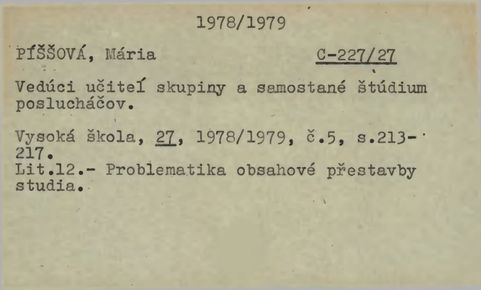 1978/1979
PÍŠŠOVÁ, Mária C-227/27
Vedúci učiteľ skupiny a samostané štúdium
poslucháčov.
Vysoká škola, 27, 1978/1979, č.5, s.213-
217.
Lit.12.- Problematika obsahové přestavby
studia.